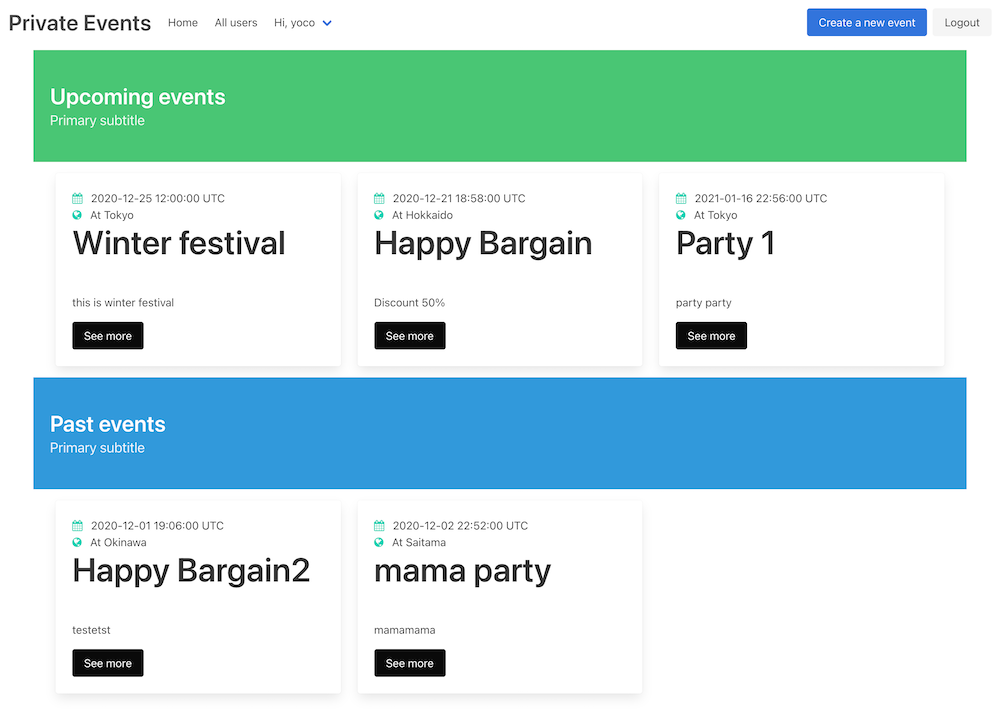 Private Events
Home
All users
Hi, yoco
Create a new event
Logout
Upcoming events
Primary subtitle
2020-12-25 12:00:00 UTC
At Tokyo
Winter festival
this is winter festival
See more
2020-12-21 18:58:00 UTC
At Hokkaido
Happy Bargain
Discount 50%
See more
2021-01-16 22:56:00 UTC
At Tokyo
Party 1
party party
See more
Past events
Primary subtitle
2020-12-01 19:06:00 UTC
At Okinawa
Happy Bargain2
testetst
See more
2020-12-02 22:52:00 UTC
At Saitama
mama party
mamamama
See more